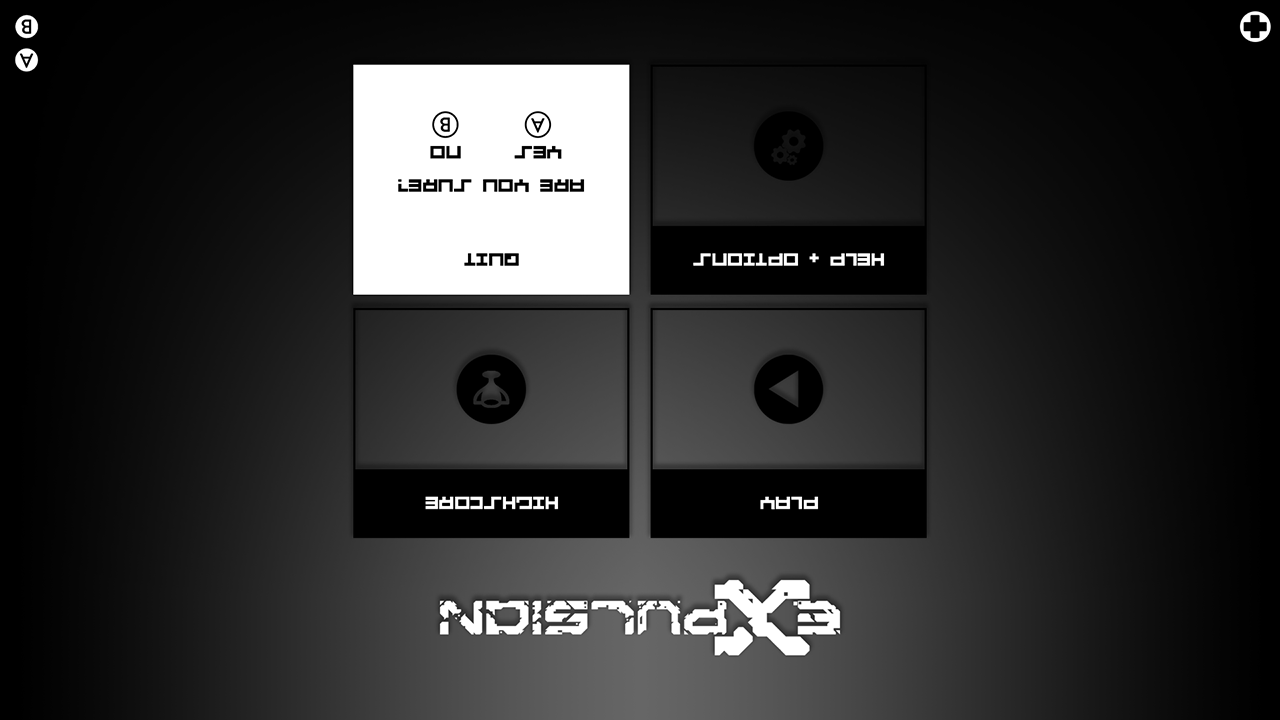 EXPULSION
PLAY
HIGHSCORE
HELP + OPTIONS
QUIT
ARE YOU SURE?
YES NO
A B
A
B